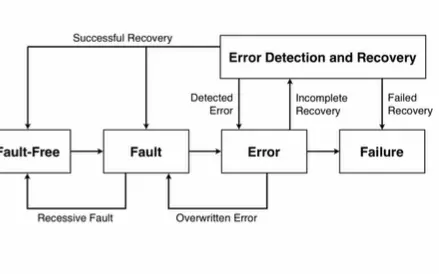 Successful Recovery
Error Detection and Recovery
Detected
Error
Incomplete
Recovery
Failed
Recovery
Fault-Free
Fault
Error
Failure
Recessive Fault
Overwritten Error